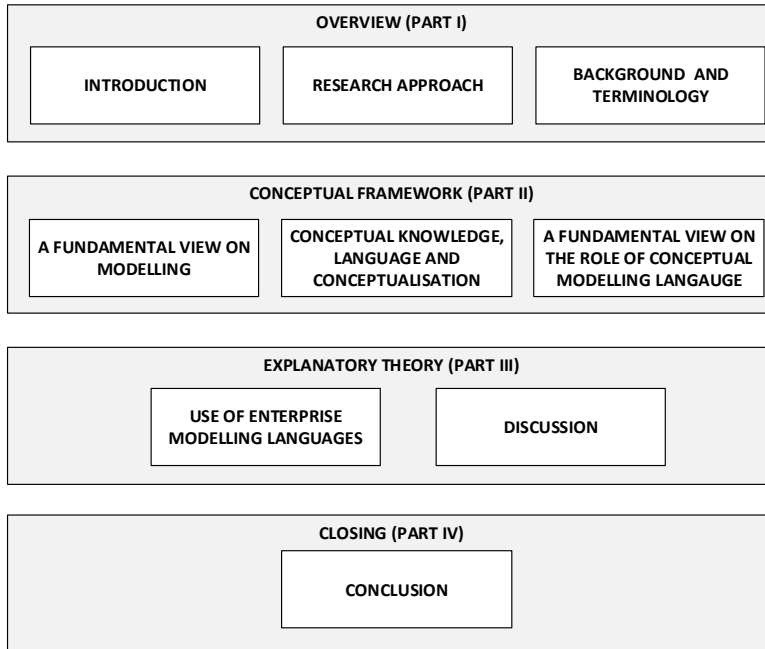 OVERVIEW (PART I)
INTRODUCTION
RESEARCH APPROACH
BACKGROUND AND
TERMINOLOGY
CONCEPTUAL FRAMEWORK (PART II)
A FUNDAMENTAL VIEW ON
MODELLING
CONCEPTUAL KNOWLEDGE,
LANGUAGE AND
CONCEPTUALISATION
A FUNDAMENTAL VIEW ON
THE ROLE OF CONCEPTUAL
MODELLING LANGAUGE
EXPLANATORY THEORY (PART III)
USE OF ENTERPRISE
MODELLING LANGUAGES
DISCUSSION
CLOSING (PART IV)
CONCLUSION